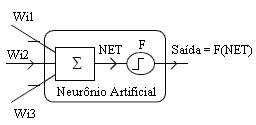 Wi1
NET
F
Saída = F(NET)
Wi2
Σ
Neurônio Artificial
Wi3